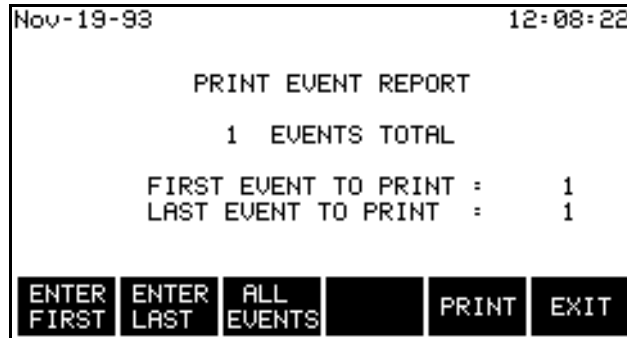 Nov-19-93 12:08:22
PRINT EVENT REPORT
1 EVENTS TOTAL
FIRST EVENT TO PRINT : 1
LAST EVENT TO PRINT : 1
ENTER FIRST
ENTER LAST
ALL EVENTS
PRINT
EXIT